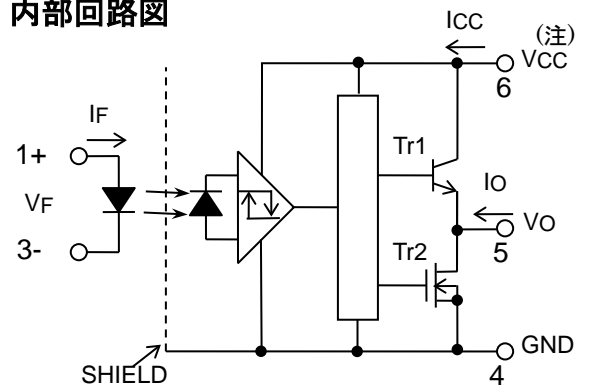 内部回路図
ICC
(注)
VCC
6
IF
1+
Tr1
IO
VF
VO
3-
Tr2
5
GND
SHIELD
4